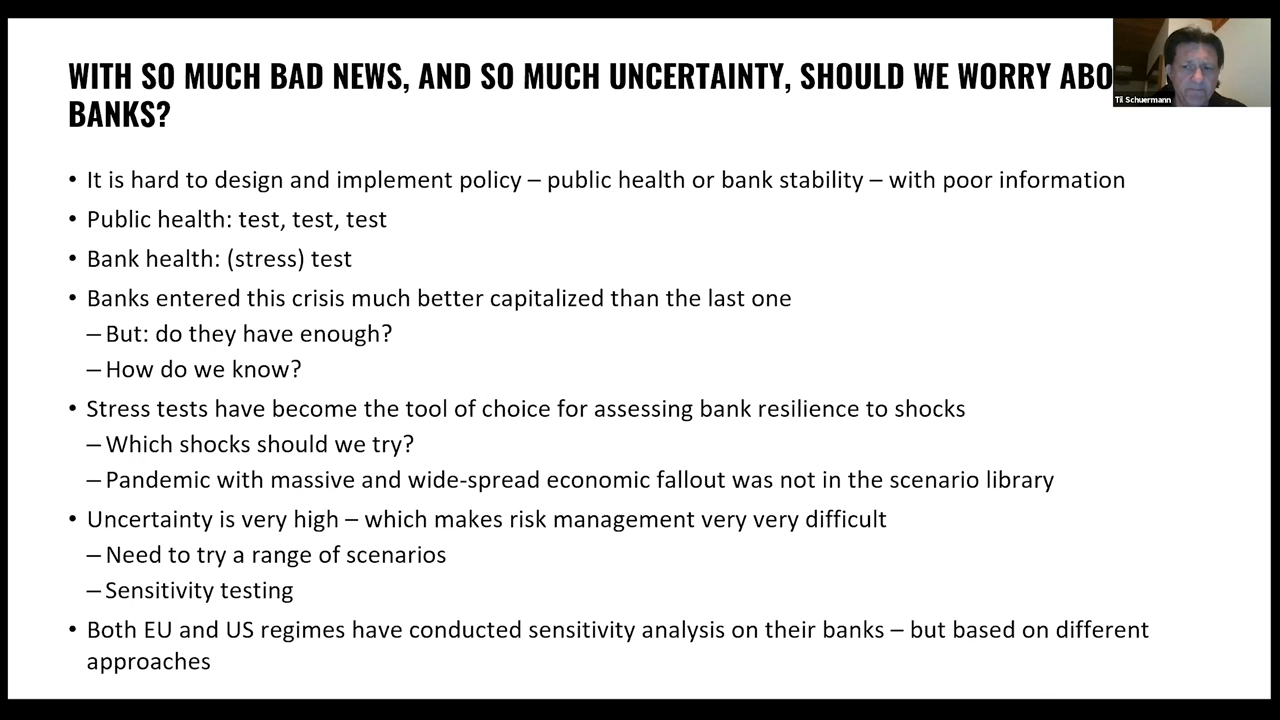 WITH SO MUCH BAD NEWS, AND SO MUCH UNCERTAINTY, SHOULD WE WORRY ABO
BANKS?
Til Schuermann
• It is hard to design and implement policy – public health or bank stability – with poor information
• Public health: test, test, test
• Bank health: (stress) test
• Banks entered this crisis much better capitalized than the last one
– But: do they have enough?
– How do we know?
• Stress tests have become the tool of choice for assessing bank resilience to shocks
– Which shocks should we try?
– Pandemic with massive and wide-spread economic fallout was not in the scenario library
• Uncertainty is very high – which makes risk management very very difficult
– Need to try a range of scenarios
– Sensitivity testing
• Both EU and US regimes have conducted sensitivity analysis on their banks – but based on different
approaches